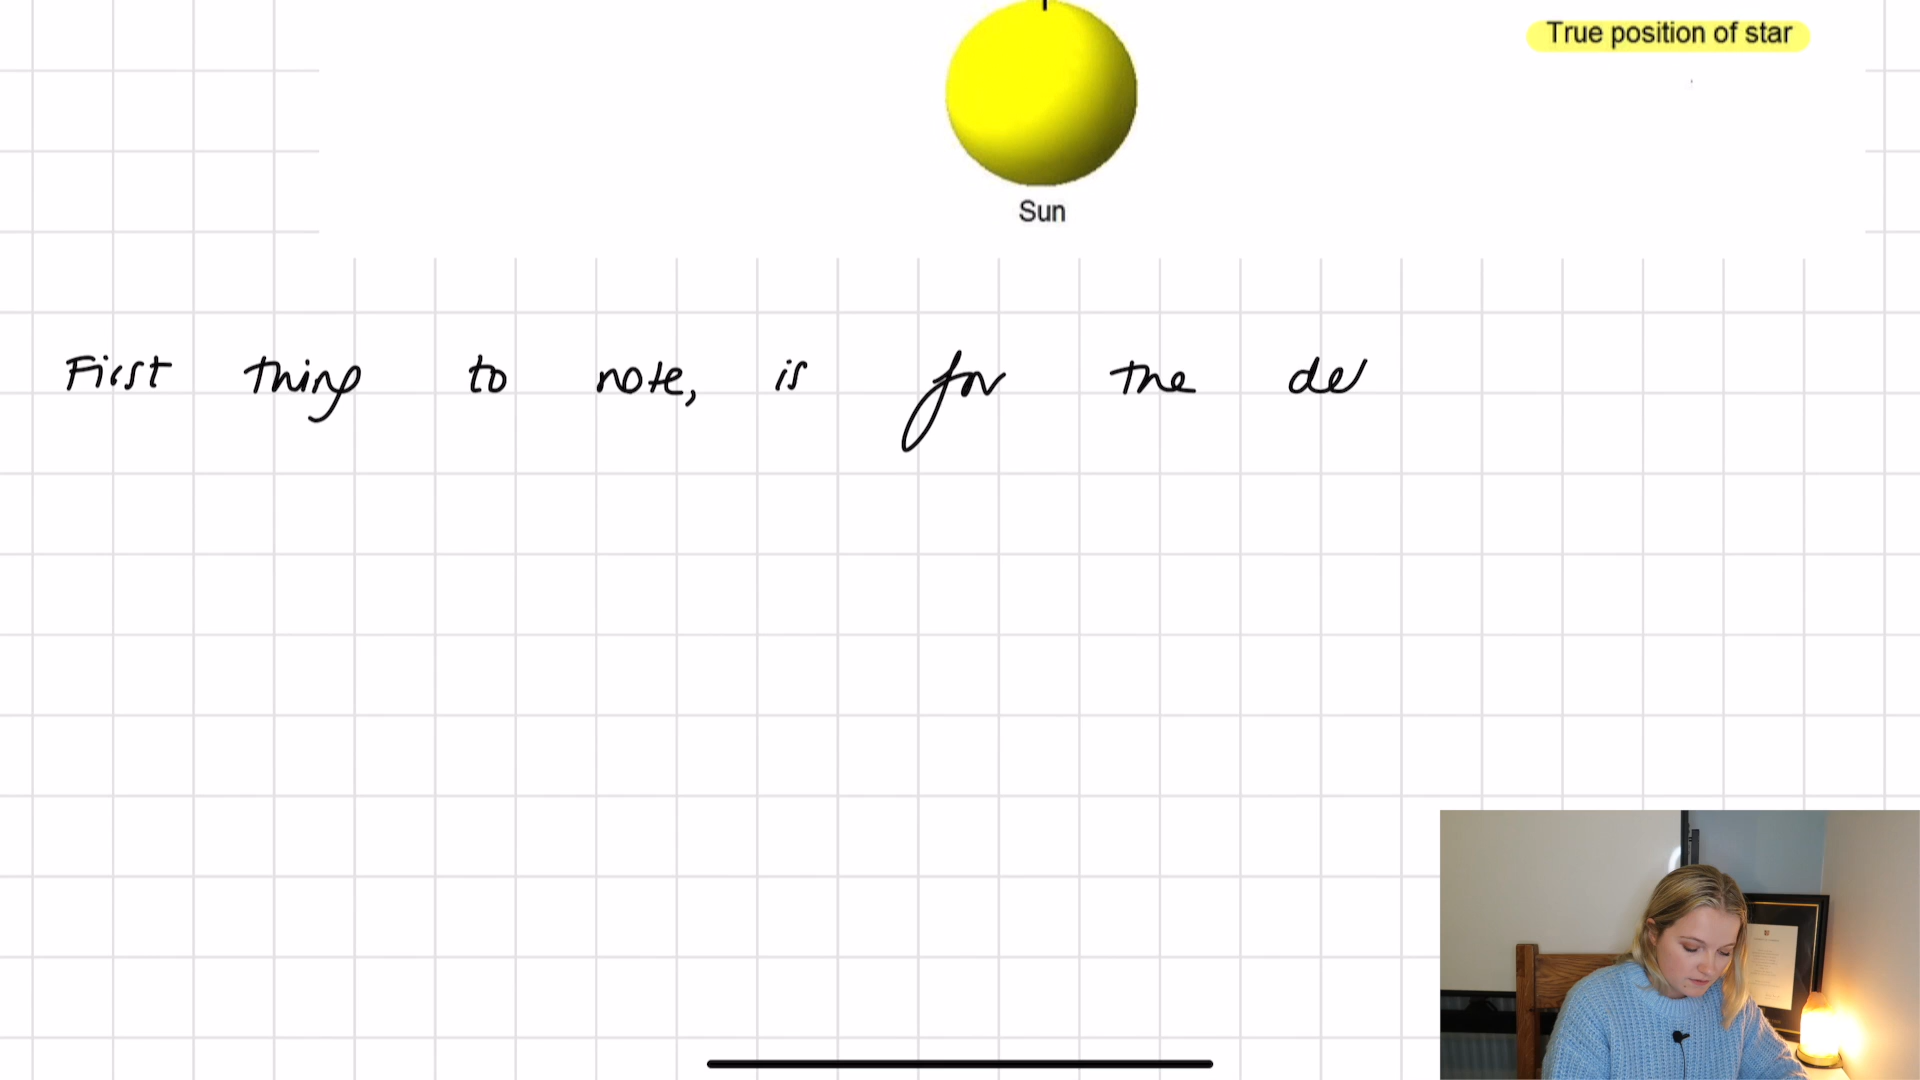 True position of star
Sun
First thing to note, is for the de